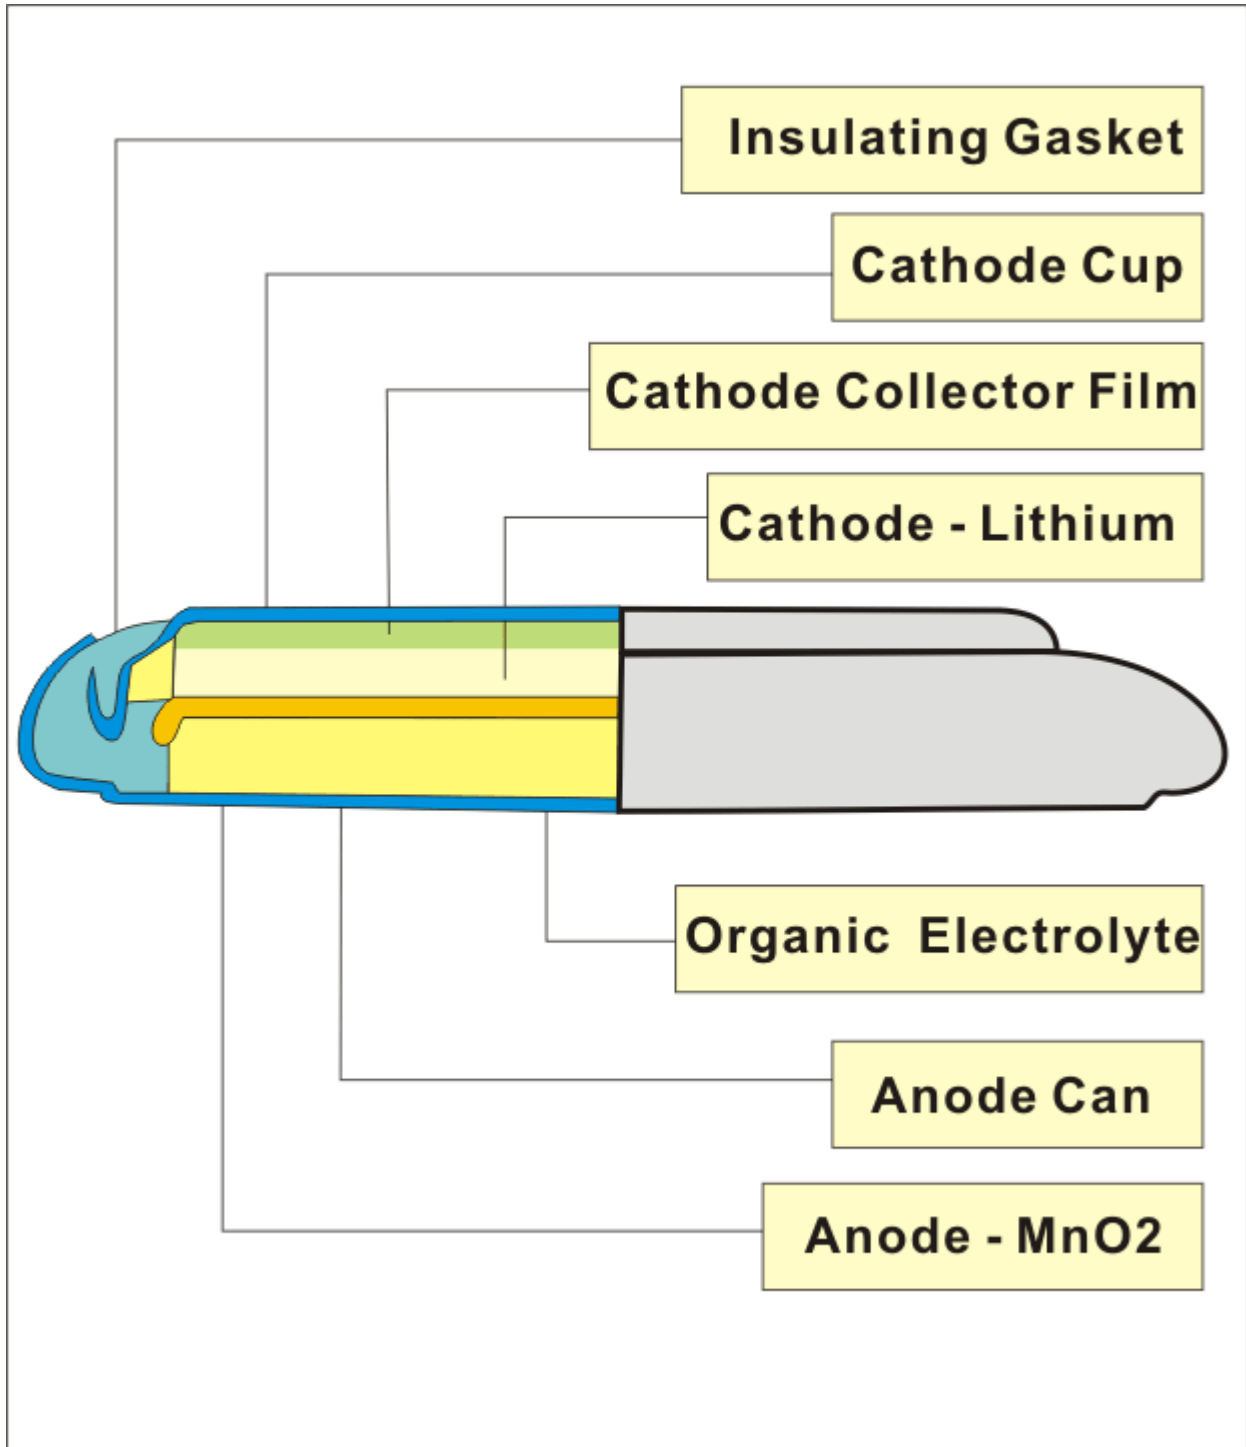 Insulating Gasket
Cathode Cup
Cathode Collector Film
Cathode - Lithium
Organic Electrolyte
Anode Can
Anode - MnO2